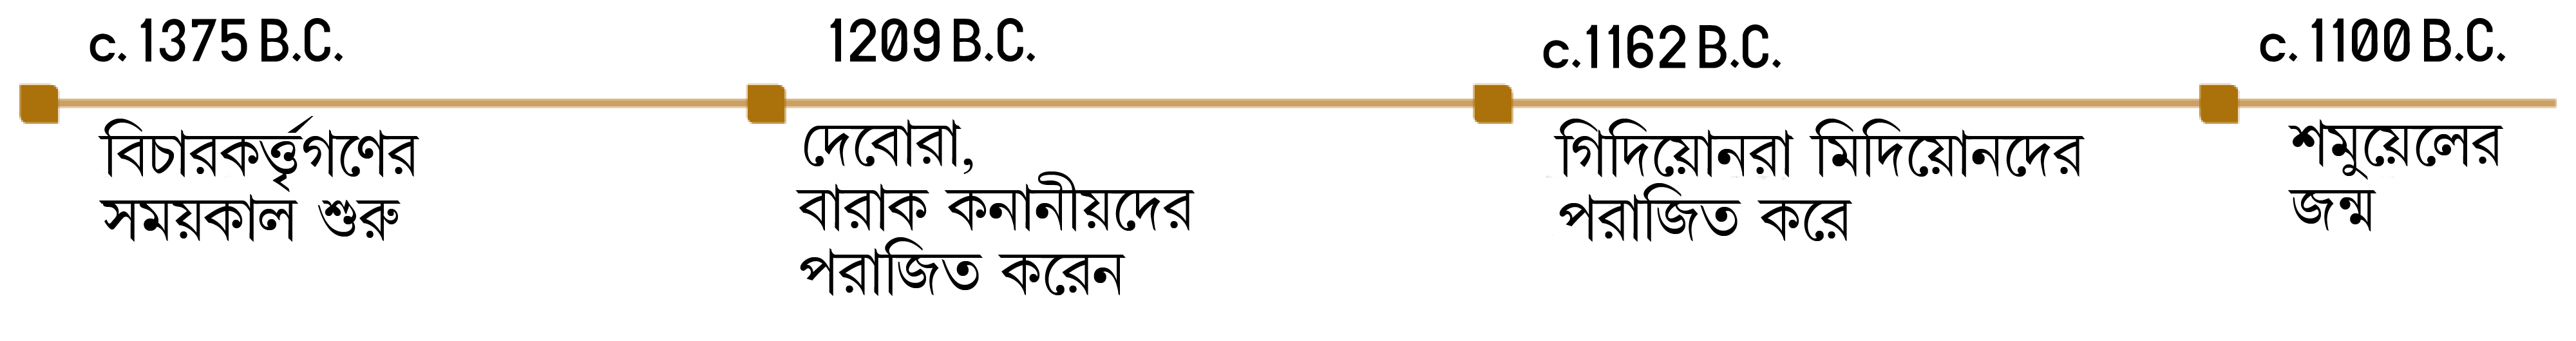 c. 1375 B.C.
বিচারকর্ত্তৃগণের
সময়কাল শুরু
1209 B.C.
দেবোরা,
বারাক কনানীয়দের
পরাজিত করেন
c.1162 B.C.
গিদিয়োনরা মিদিয়োনদের
পরাজিত করে
c. 1100 B.C.
শমুয়েলের
জন্ম